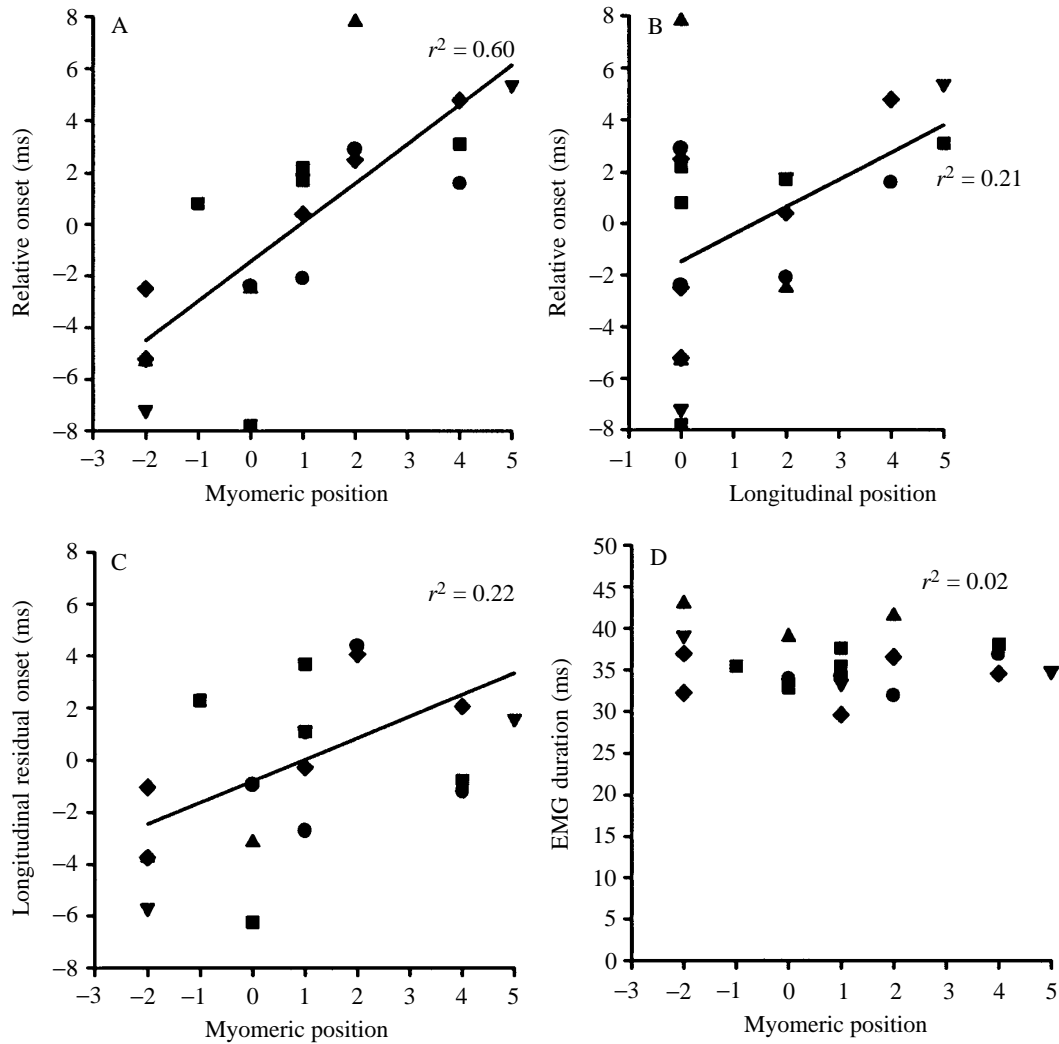 A
r² = 0.60
Relative onset (ms)
8
6
4
2
0
−2
−4
−6
−8
−3 −2 −1 0 1 2 3 4 5
Myomeric position
B
r² = 0.21
Relative onset (ms)
8
6
4
2
0
−2
−4
−6
−8
−1 0 1 2 3 4 5
Longitudinal position
C
r² = 0.22
Longitudinal residual onset (ms)
8
6
4
2
0
−2
−4
−6
−8
−3 −2 −1 0 1 2 3 4 5
Myomeric position
D
r² = 0.02
EMG duration (ms)
50
45
40
35
30
25
20
15
10
5
0
−3 −2 −1 0 1 2 3 4 5
Myomeric position